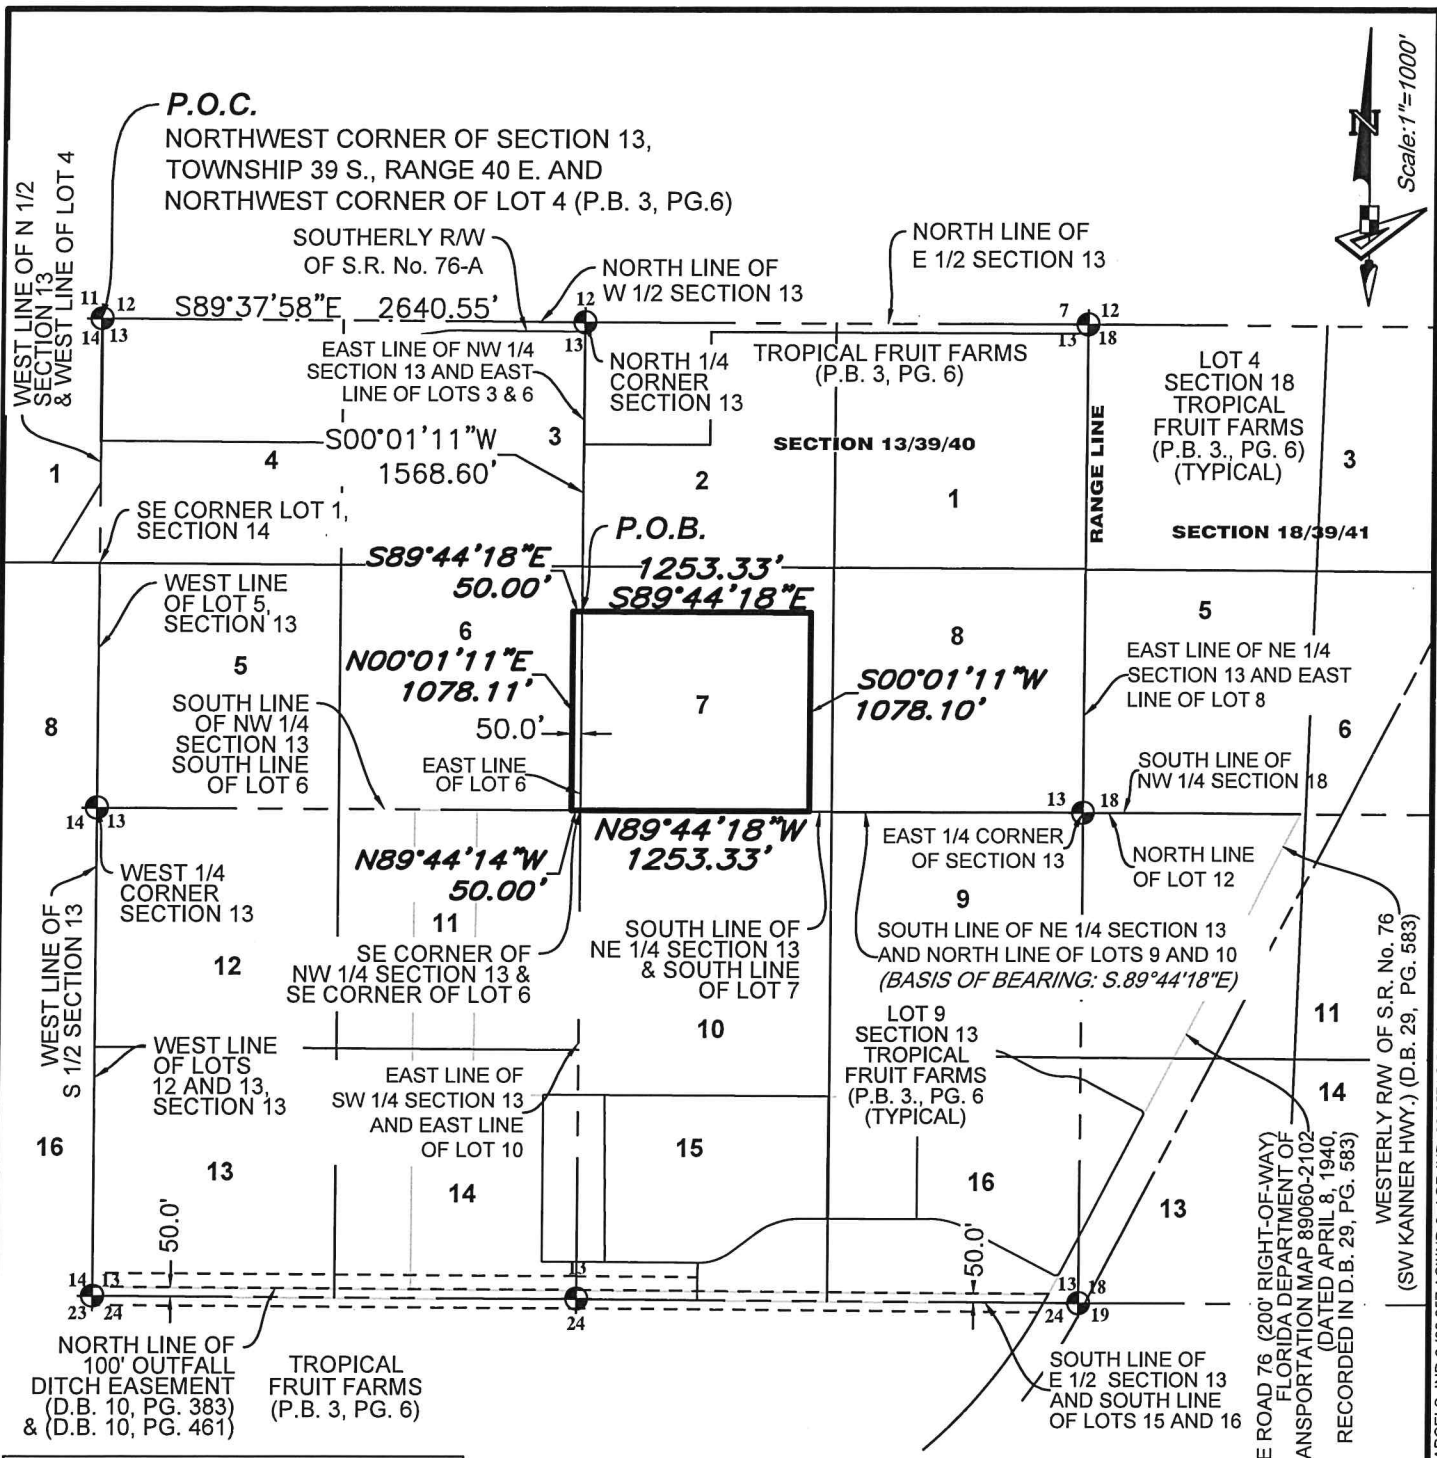 P.O.C.
NORTHWEST CORNER OF SECTION 13,
TOWNSHIP 39 S., RANGE 40 E. AND
NORTHWEST CORNER OF LOT 4 (P.B. 3, PG.6)
Scale:1"=1000'
N
WEST LINE OF N 1/2
SECTION 13
& WEST LINE OF LOT 4
SOUTHERLY R/W
OF S.R. No. 76-A
NORTH LINE OF
W 1/2 SECTION 13
NORTH LINE OF
E 1/2 SECTION 13
11 12
14 13
S89°37'58"E 2640.55'
12
13
7 12
13 18
EAST LINE OF NW 1/4
SECTION 13 AND EAST
LINE OF LOTS 3 & 6
NORTH 1/4
CORNER
SECTION 13
TROPICAL FRUIT FARMS
(P.B. 3, PG. 6)
LOT 4
SECTION 18
TROPICAL
FRUIT FARMS
(P.B. 3., PG. 6)
(TYPICAL)
RANGE LINE
S00°01'11"W
1568.60'
3
SECTION 13/39/40
1
4
2
1
3
SE CORNER LOT 1,
SECTION 14
P.O.B.
SECTION 18/39/41
S89°44'18"E
50.00'
1253.33'
S89°44'18"E
WEST LINE
OF LOT 5,
SECTION 13
6
5
8
5
N00°01'11"E
1078.11'
7
S00°01'11"W
1078.10'
EAST LINE OF NE 1/4
SECTION 13 AND EAST
LINE OF LOT 8
SOUTH LINE
OF NW 1/4
SECTION 13
SOUTH LINE
OF LOT 6
8
50.0'
6
EAST LINE
OF LOT 6
SOUTH LINE OF
NW 1/4 SECTION 18
14 13
13 18
N89°44'18"W
1253.33'
EAST 1/4 CORNER
OF SECTION 13
NORTH LINE
OF LOT 12
N89°44'14"W
50.00'
WEST 1/4
CORNER
SECTION 13
WEST LINE OF
S 1/2 SECTION 13
11
9
SE CORNER OF
NW 1/4 SECTION 13 &
SE CORNER OF LOT 6
SOUTH LINE OF
NE 1/4 SECTION 13
& SOUTH LINE
OF LOT 7
SOUTH LINE OF NE 1/4 SECTION 13
AND NORTH LINE OF LOTS 9 AND 10
(BASIS OF BEARING: S.89°44'18"E)
WESTERLY R/W OF S.R. No. 76
(SW KANNER HWY.) (D.B. 29, PG. 583)
12
10
11
LOT 9
SECTION 13
TROPICAL
FRUIT FARMS
(P.B. 3., PG. 6
(TYPICAL)
WEST LINE
OF LOTS
12 AND 13,
SECTION 13
EAST LINE OF
SW 1/4 SECTION 13
AND EAST LINE
OF LOT 10
14
16
13
14
15
16
13
E ROAD 76 (200' RIGHT-OF-WAY)
FLORIDA DEPARTMENT OF
ANSPORTATION MAP 89060-2102
(DATED APRIL 8, 1940,
RECORDED IN D.B. 29, PG. 583)
50.0'
50.0'
14 13
23 24
13
24
13 18
24 19
NORTH LINE OF
100' OUTFALL
DITCH EASEMENT
(D.B. 10, PG. 383)
& (D.B. 10, PG. 461)
TROPICAL
FRUIT FARMS
(P.B. 3, PG. 6)
SOUTH LINE OF
E 1/2 SECTION 13
AND SOUTH LINE
OF LOTS 15 AND 16